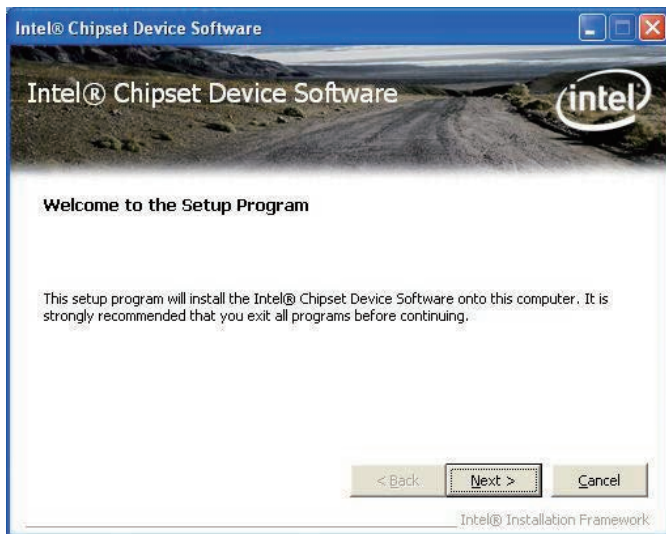 Intel® Chipset Device Software
Intel® Chipset Device Software
intel
Welcome to the Setup Program
This setup program will install the Intel® Chipset Device Software onto this computer. It is
strongly recommended that you exit all programs before continuing.
< Back
Next >
Cancel
Intel® Installation Framework